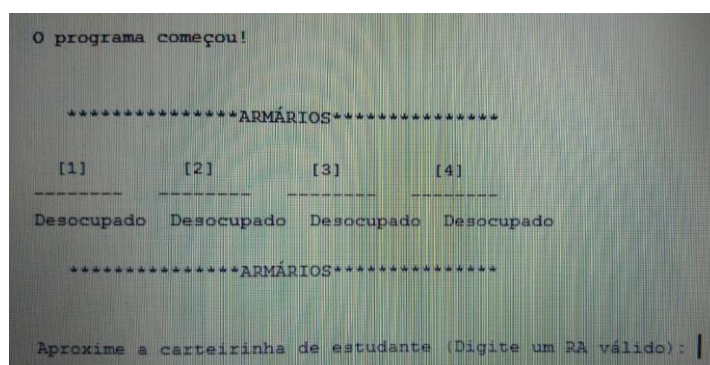 O programa começou!
***************ARMÁRIOS***************
[1] [2] [3] [4]
-------- -------- -------- --------
Desocupado Desocupado Desocupado Desocupado
***************ARMÁRIOS***************
Aproxime a carteirinha de estudante (Digite um RA válido):